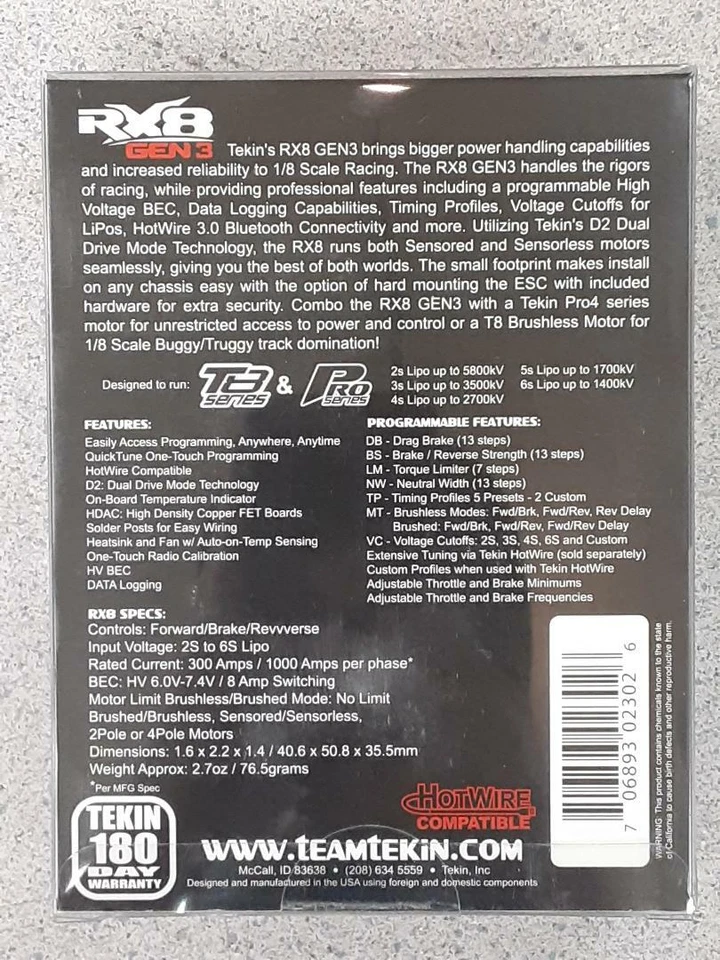 RX8
GEN 3
Tekin's RX8 GEN3 brings bigger power handling capabilities
and increased reliability to 1/8 Scale Racing. The RX8 GEN3 handles the rigors
of racing, while providing professional features including a programmable High
Voltage BEC, Data Logging Capabilities, Timing Profiles, Voltage Cutoffs for
LiPos, HotWire 3.0 Bluetooth Connectivity and more. Utilizing Tekin's D2 Dual
Drive Mode Technology, the RX8 runs both Sensored and Sensorless motors
seamlessly, giving you the best of both worlds. The small footprint makes install
on any chassis easy with the option of hard mounting the ESC with included
hardware for extra security. Combo the RX8 GEN3 with a Tekin Pro4 series
motor for unrestricted access to power and control or a T8 Brushless Motor for
1/8 Scale Buggy/Truggy track domination!
Designed to run: T8 SERIES & PRO SERIES
2s Lipo up to 5800kV 5s Lipo up to 1700kV
3s Lipo up to 3500kV 6s Lipo up to 1400kV
4s Lipo up to 2700kV
FEATURES:
Easily Access Programming, Anywhere, Anytime
QuickTune One-Touch Programming
HotWire Compatible
D2: Dual Drive Mode Technology
On-Board Temperature Indicator
HDAC: High Density Copper FET Boards
Solder Posts for Easy Wiring
Heatsink and Fan w/ Auto-on-Temp Sensing
One-Touch Radio Calibration
HV BEC
DATA Logging
PROGRAMMABLE FEATURES:
DB - Drag Brake (13 steps)
BS - Brake / Reverse Strength (13 steps)
LM - Torque Limiter (7 steps)
NW - Neutral Width (13 steps)
TP - Timing Profiles 5 Presets - 2 Custom
MT - Brushless Modes: Fwd/Brk, Fwd/Rev, Rev Delay
Brushed: Fwd/Brk, Fwd/Rev, Fwd/Rev Delay
VC - Voltage Cutoffs: 2S, 3S, 4S, 6S and Custom
Extensive Tuning via Tekin HotWire (sold separately)
Custom Profiles when used with Tekin HotWire
Adjustable Throttle and Brake Minimums
Adjustable Throttle and Brake Frequencies
RX8 SPECS:
Controls: Forward/Brake/Revvverse
Input Voltage: 2S to 6S Lipo
Rated Current: 300 Amps / 1000 Amps per phase*
BEC: HV 6.0V-7.4V / 8 Amp Switching
Motor Limit Brushless/Brushed Mode: No Limit
Brushed/Brushless, Sensored/Sensorless,
2Pole or 4Pole Motors
Dimensions: 1.6 x 2.2 x 1.4 / 40.6 x 50.8 x 35.5mm
Weight Approx: 2.7oz / 76.5grams
*Per MFG Spec
TEKIN
180
DAY
WARRANTY
HOTWIRE
COMPATIBLE
WWW.TEAMTEKIN.COM
McCall, ID 83638 • (208) 634 5559 • Tekin, Inc
Designed and manufactured in the USA using foreign and domestic components
7 06893 02302 6
WARNING: This product contains chemicals known to the state
of California to cause birth defects and other reproductive harm.